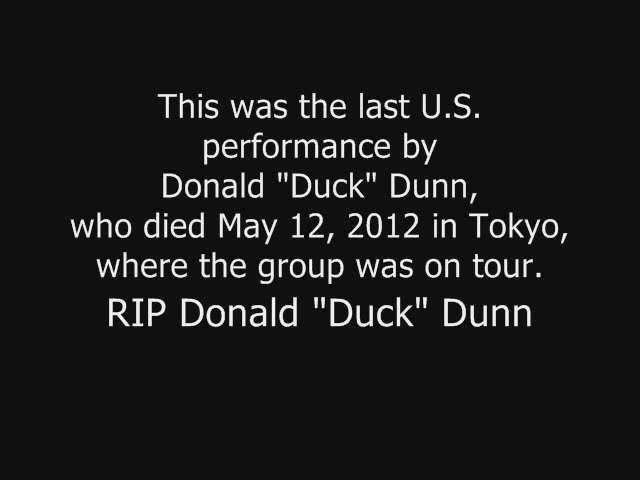 This was the last U.S.
performance by
Donald "Duck" Dunn,
who died May 12, 2012 in Tokyo,
where the group was on tour.
RIP Donald "Duck" Dunn